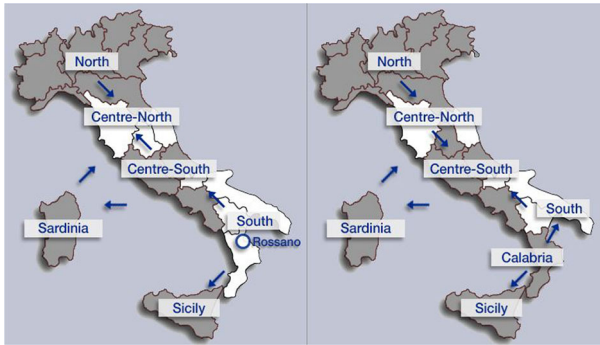 North
Centre-North
Centre-South
South
Rossano
Sardinia
Sicily
North
Centre-North
Centre-South
South
Calabria
Sardinia
Sicily